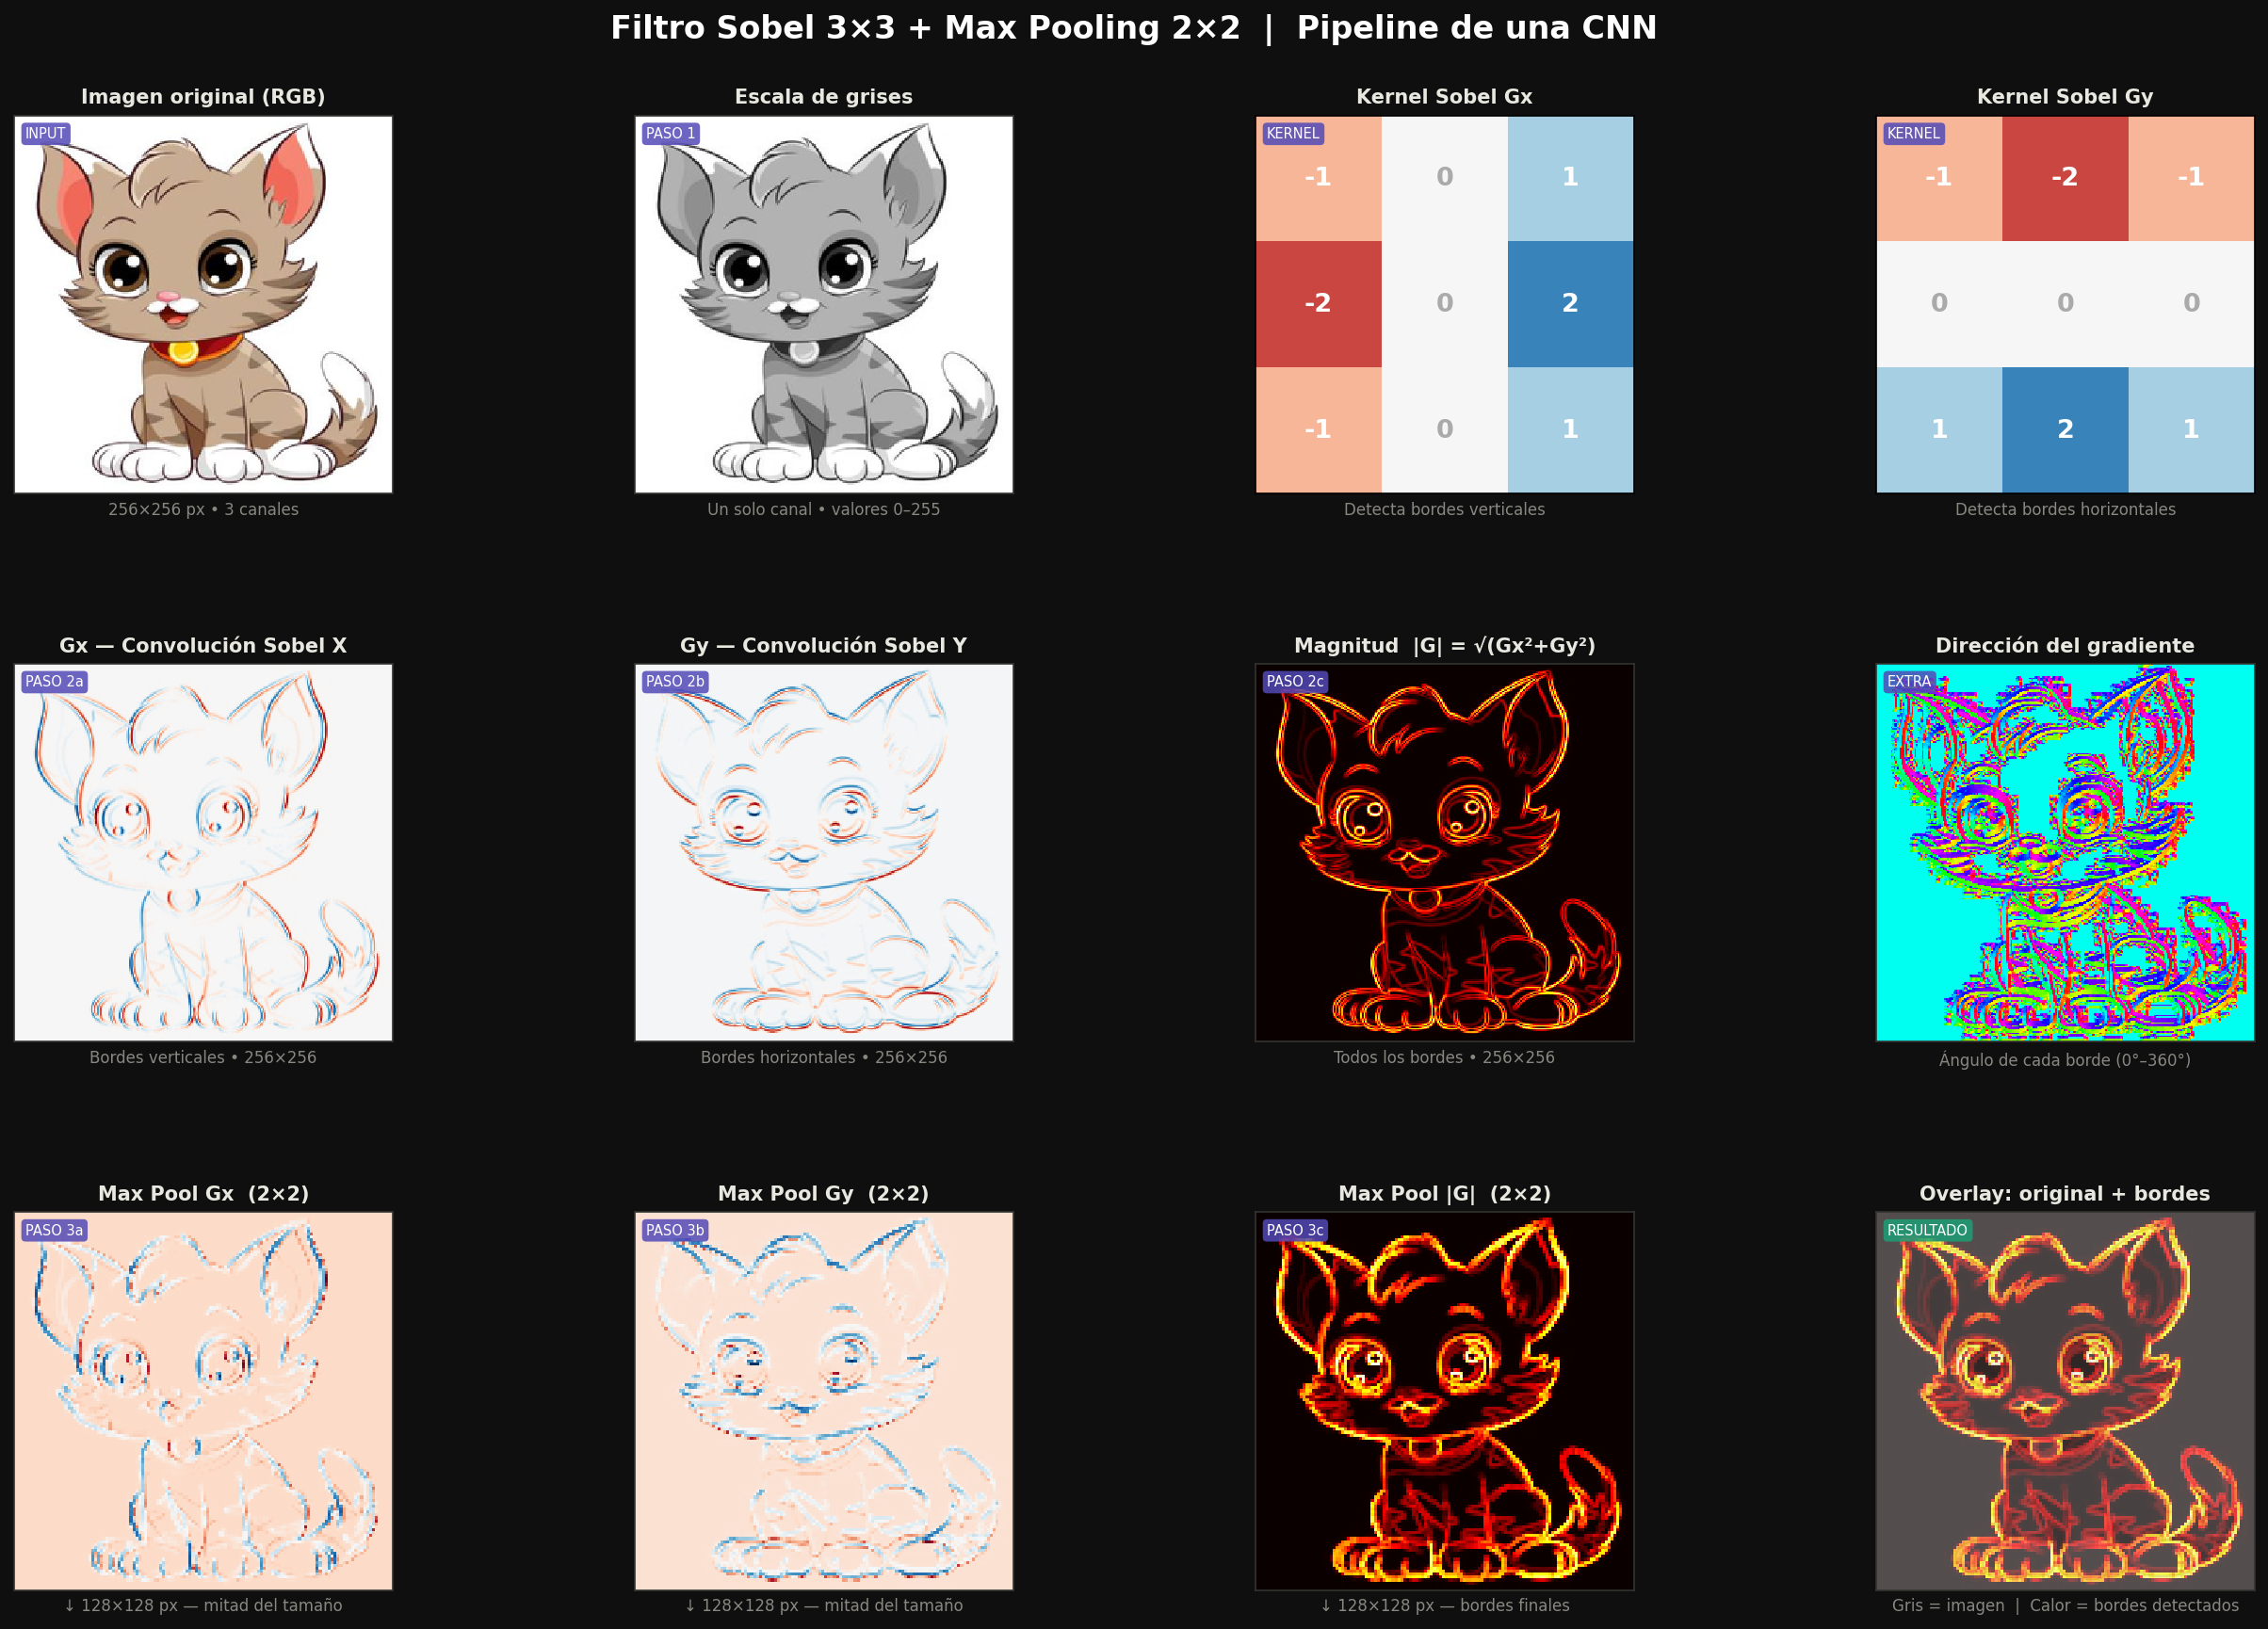 Filtro Sobel 3×3 + Max Pooling 2×2 | Pipeline de una CNN
Imagen original (RGB)
INPUT
256×256 px • 3 canales
Escala de grises
PASO 1
Un solo canal • valores 0–255
Kernel Sobel Gx
KERNEL
-1 0 1
-2 0 2
-1 0 1
Detecta bordes verticales
Kernel Sobel Gy
KERNEL
-1 -2 -1
0 0 0
1 2 1
Detecta bordes horizontales
Gx — Convolución Sobel X
PASO 2a
Bordes verticales • 256×256
Gy — Convolución Sobel Y
PASO 2b
Bordes horizontales • 256×256
Magnitud |G| = √(Gx²+Gy²)
PASO 2c
Todos los bordes • 256×256
Dirección del gradiente
EXTRA
Ángulo de cada borde (0°–360°)
Max Pool Gx (2×2)
PASO 3a
↓ 128×128 px — mitad del tamaño
Max Pool Gy (2×2)
PASO 3b
↓ 128×128 px — mitad del tamaño
Max Pool |G| (2×2)
PASO 3c
↓ 128×128 px — bordes finales
Overlay: original + bordes
RESULTADO
Gris = imagen | Calor = bordes detectados